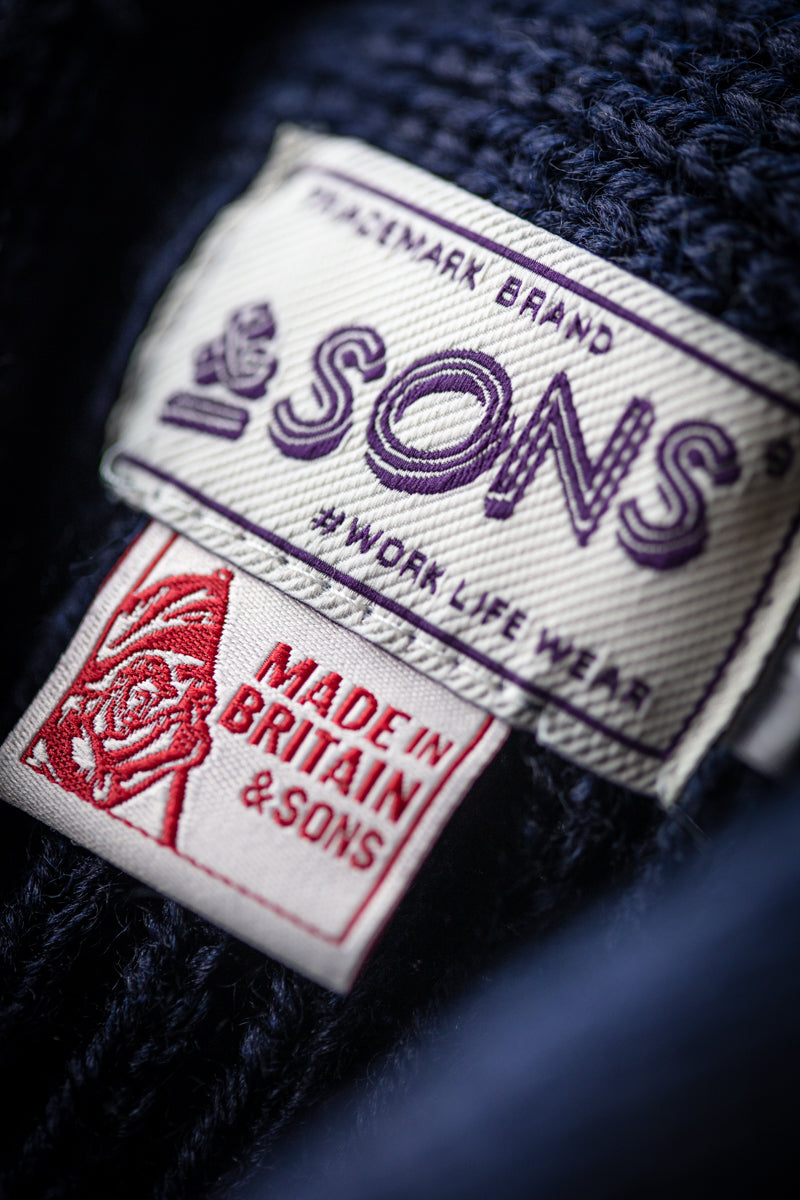 TRADEMARK BRAND
& SONS
#WORK LIFE WEAR
MADE IN
BRITAIN
&SONS